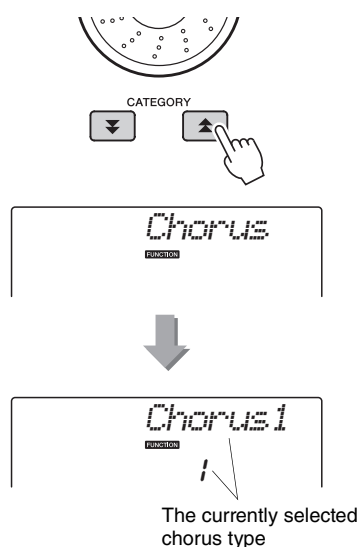 CATEGORY
Chorus
FUNCTION
Chorus1
FUNCTION
1
The currently selected
chorus type